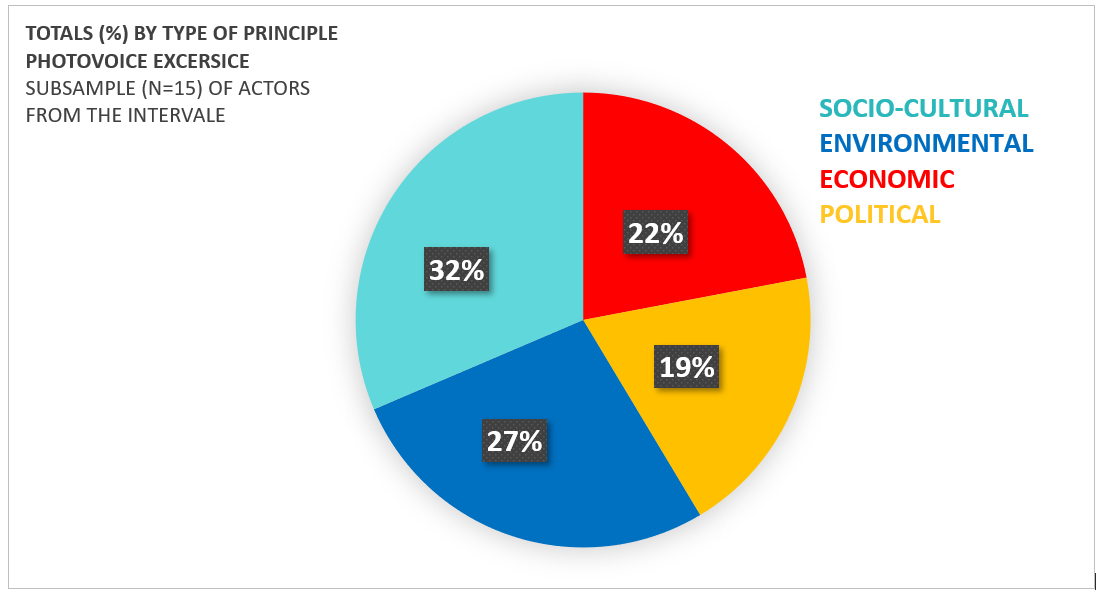 TOTALS (%) BY TYPE OF PRINCIPLE
PHOTOVOICE EXCERSICE
SUBSAMPLE (N=15) OF ACTORS
FROM THE INTERVALE
SOCIO-CULTURAL
ENVIRONMENTAL
ECONOMIC
POLITICAL
22%
32%
19%
27%